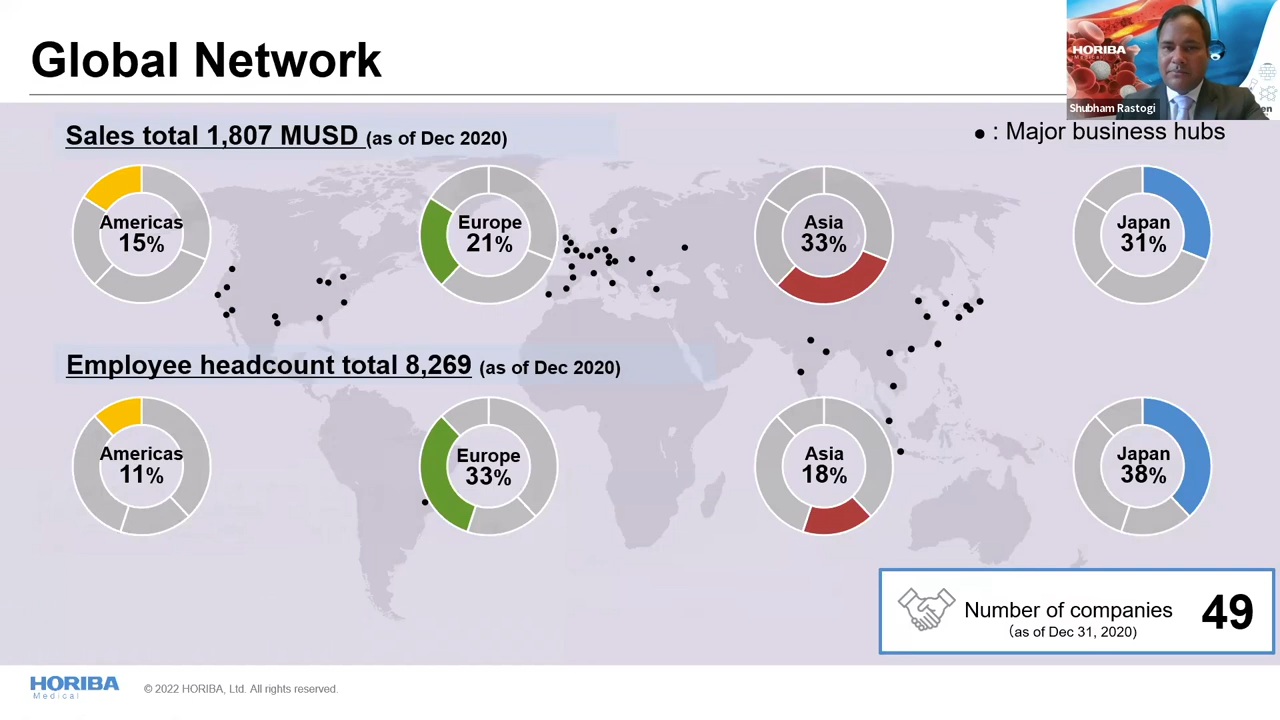 Global Network
HORIBA
Medical
Shubham Rastogi
Sales total 1,807 MUSD (as of Dec 2020)
● : Major business hubs
Americas
15%
Europe
21%
Asia
33%
Japan
31%
Employee headcount total 8,269 (as of Dec 2020)
Americas
11%
Europe
33%
Asia
18%
Japan
38%
Number of companies
(as of Dec 31, 2020)
49
HORIBA
Medical
© 2022 HORIBA, Ltd. All rights reserved.